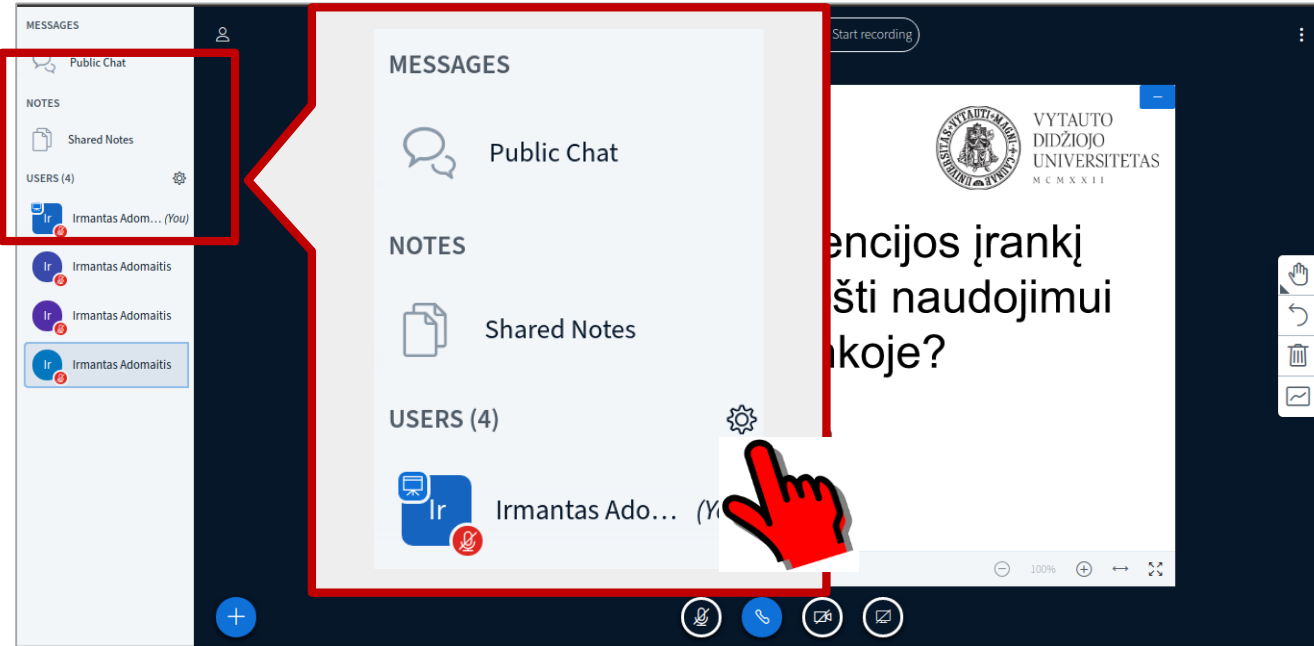 MESSAGES
Public Chat
NOTES
Shared Notes
USERS (4)
Ir
Irmantas Adom… (You)
Ir
Irmantas Adomaitis
Ir
Irmantas Adomaitis
Ir
Irmantas Adomaitis
MESSAGES
Public Chat
NOTES
Shared Notes
USERS (4)
Ir
Irmantas Ado…
Start recording
VYTAUTO
DIDŽIOJO
UNIVERSITETAS
MCMXXII
encijos įrankį
šti naudojimui
koje?
100%